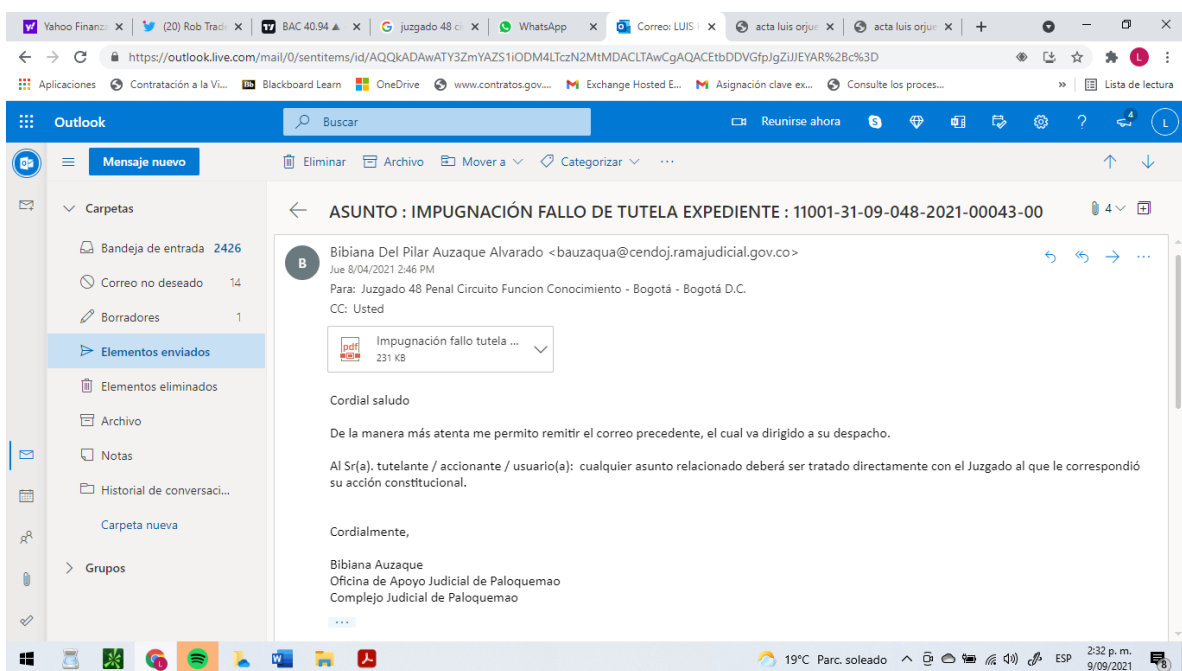 Yahoo Finanz
(20) Rob Trad
BAC 40.94 ▲
juzgado 48 ci
WhatsApp
Correo: LUIS
acta luis orjue
acta luis orjue
https://outlook.live.com/mail/0/sentitems/id/AQQkADAwATY3ZmYAZS1iODM4LTczN2MtMDACLTAwCgAQACEtbDDVGfpJgZiJJEYAR%2Bc%3D
Aplicaciones
Contratación a la Vi...
Blackboard Learn
OneDrive
www.contratos.gov....
Exchange Hosted E...
Asignación clave ex...
Consulte los proces...
»
Lista de lectura
Outlook
Buscar
Reunirse ahora
4
L
Mensaje nuevo
Eliminar
Archivo
Mover a
Categorizar
...
Carpetas
Bandeja de entrada 2426
Correo no deseado 14
Borradores 1
Elementos enviados
Elementos eliminados
Archivo
Notas
Historial de conversaci...
Carpeta nueva
Grupos
ASUNTO : IMPUGNACIÓN FALLO DE TUTELA EXPEDIENTE : 11001-31-09-048-2021-00043-00
4
B
Bibiana Del Pilar Auzaque Alvarado <bauzaqua@cendoj.ramajudicial.gov.co>
Jue 8/04/2021 2:46 PM
Para: Juzgado 48 Penal Circuito Funcion Conocimiento - Bogotá - Bogotá D.C.
CC: Usted
pdf
Impugnación fallo tutela ...
231 KB
Cordial saludo
De la manera más atenta me permito remitir el correo precedente, el cual va dirigido a su despacho.
Al Sr(a). tutelante / accionante / usuario(a): cualquier asunto relacionado deberá ser tratado directamente con el Juzgado al que le correspondió
su acción constitucional.
Cordialmente,
Bibiana Auzaque
Oficina de Apoyo Judicial de Paloquemao
Complejo Judicial de Paloquemao
...
19°C Parc. soleado
ESP
2:32 p. m.
9/09/2021
8